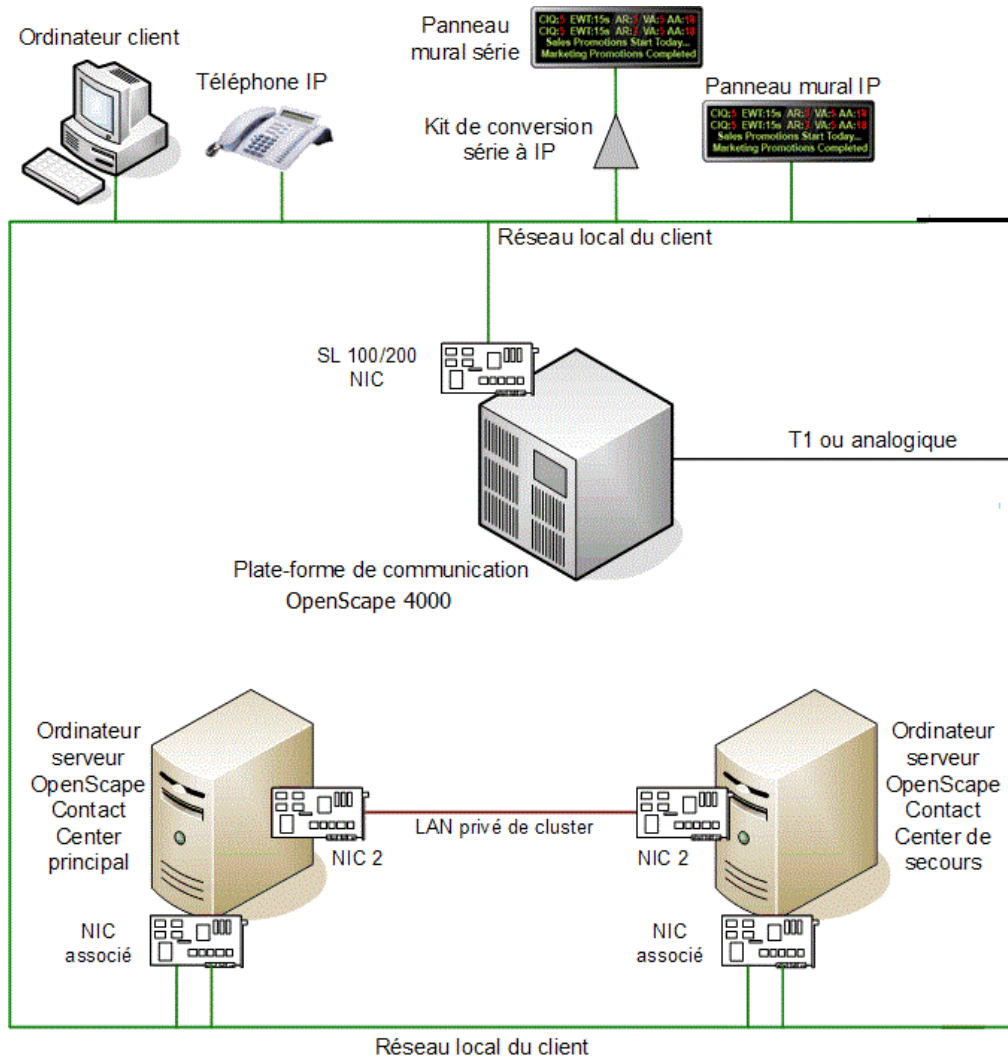 Ordinateur client
Téléphone IP
Panneau
mural série
CIQ:5 EWT:15s AR:3 VA:5 AA:18
CIQ:5 EWT:15s AR:3 VA:5 AA:18
Sales Promotions Start Today...
Marketing Promotions Completed
Panneau mural IP
CIQ:5 EWT:15s AR:3 VA:5 AA:18
CIQ:5 EWT:15s AR:3 VA:5 AA:18
Sales Promotions Start Today...
Marketing Promotions Completed
Kit de conversion
série à IP
Réseau local du client
SL 100/200
NIC
T1 ou analogique
Plate-forme de communication
OpenScape 4000
Ordinateur
serveur
OpenScape
Contact
Center
principal
NIC 2
LAN privé de cluster
NIC 2
Ordinateur
serveur
OpenScape
Contact
Center de
secours
NIC
associé
NIC
associé
Réseau local du client